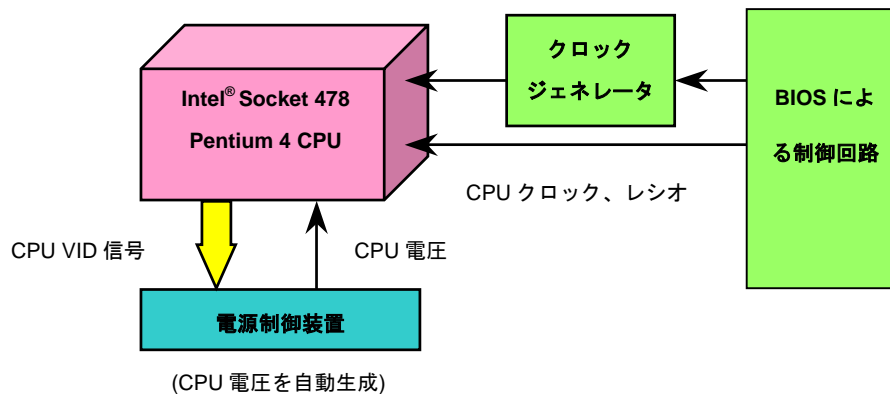 Intel® Socket 478
Pentium 4 CPU
クロック
ジェネレータ
BIOS によ
る制御回路
CPU クロック、レシオ
CPU VID 信号
CPU 電圧
電源制御装置
(CPU 電圧を自動生成)